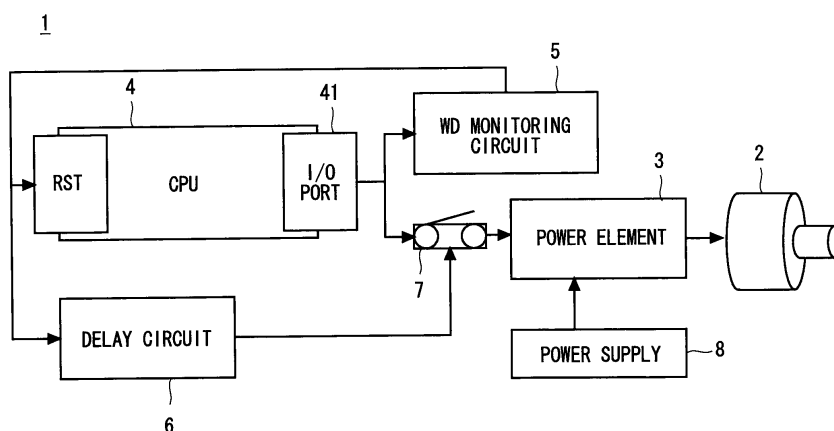 1
4
41
5
RST
CPU
I/O
PORT
WD MONITORING
CIRCUIT
3
2
7
POWER ELEMENT
DELAY CIRCUIT
6
POWER SUPPLY
8